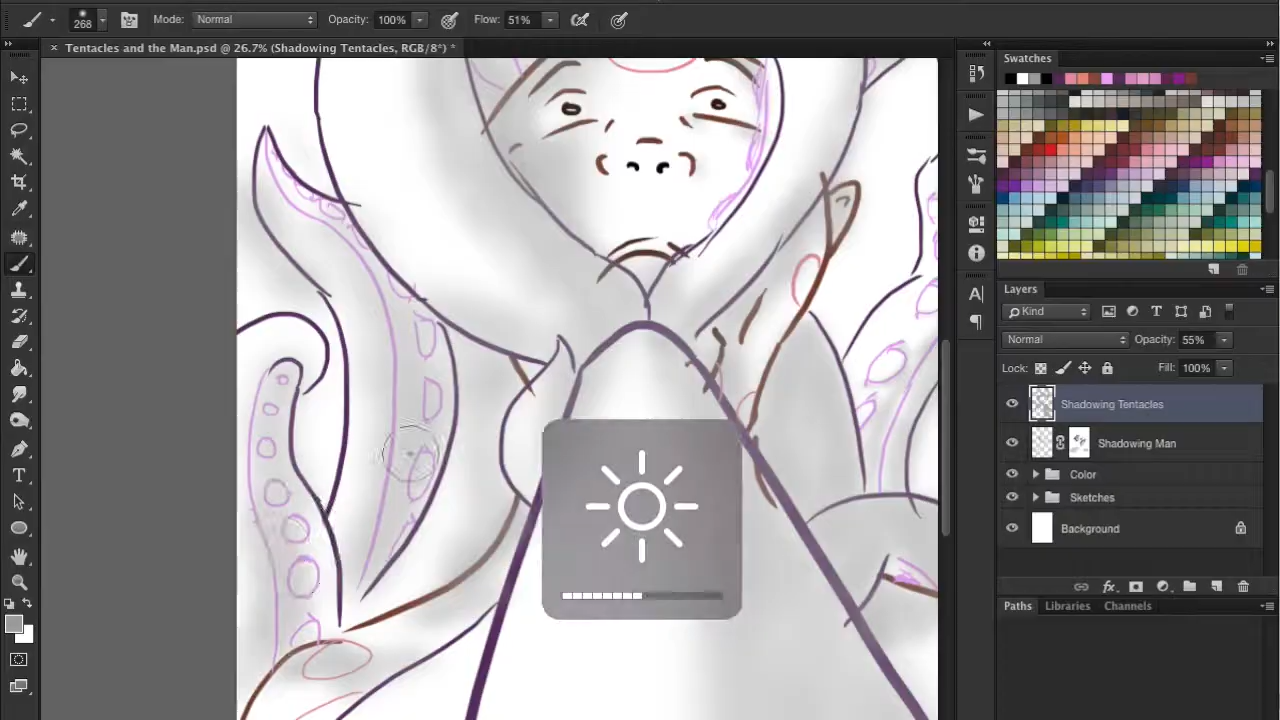 268 Mode: Normal Opacity: 100% Flow: 51%
× Tentacles and the Man.psd @ 26.7% (Shadowing Tentacles, RGB/8*) *
Swatches
Layers
Kind
Normal Opacity: 55%
Lock: Fill: 100%
Shadowing Tentacles
Shadowing Man
Color
Sketches
Background
fx
Paths Libraries Channels